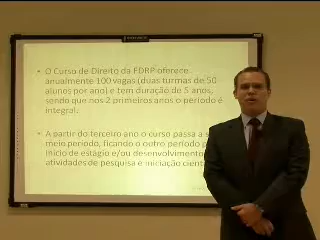 • O Curso de Direito da FDRP oferece
anualmente 100 vagas (duas turmas de 50
alunos por ano) e tem duração de 5 anos,
sendo que nos 2 primeiros anos o período é
integral.
• A partir do terceiro ano o curso passa a s
meio período, ficando o outro período p
início de estágio e/ou desenvolvimento
atividades de pesquisa e iniciação cient